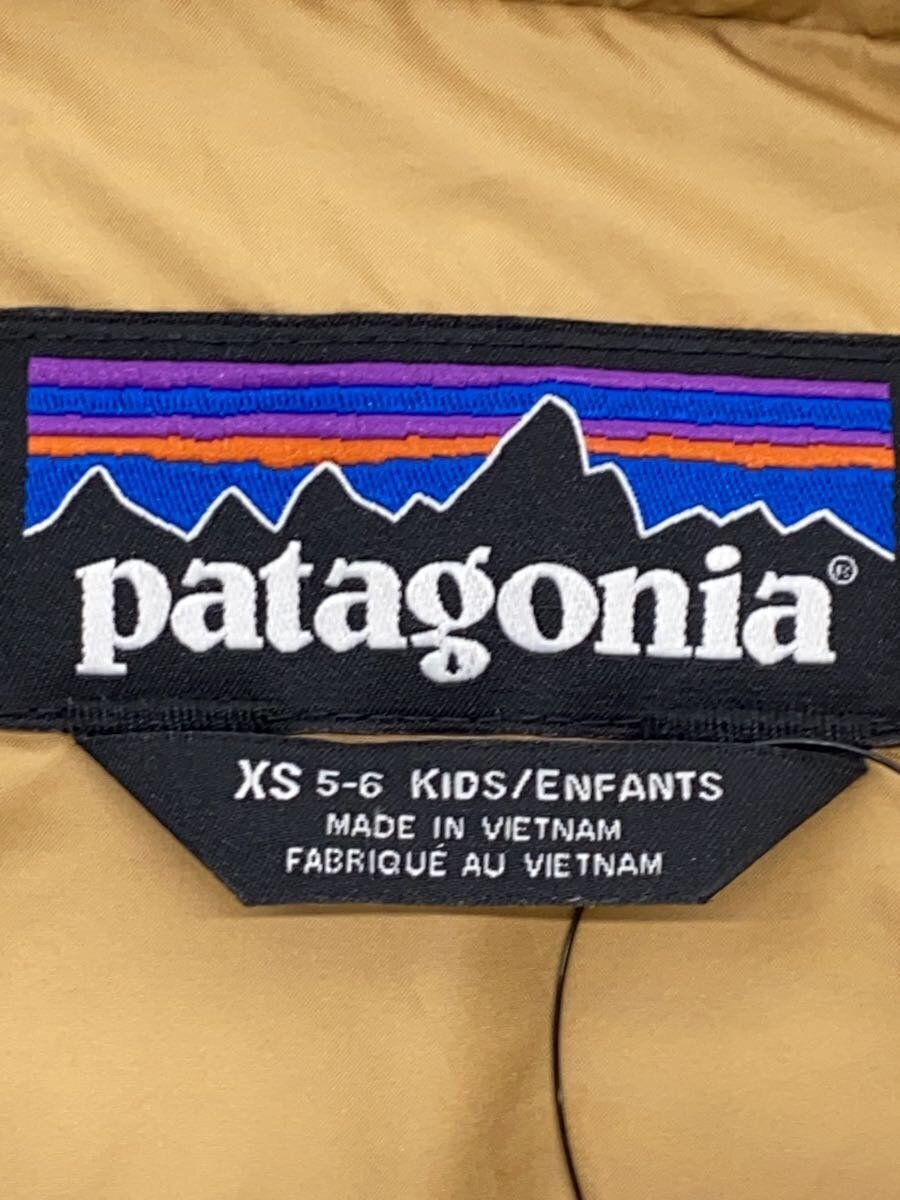 patagonia®
XS 5-6 KIDS/ENFANTS
MADE IN VIETNAM
FABRIQUÉ AU VIETNAM